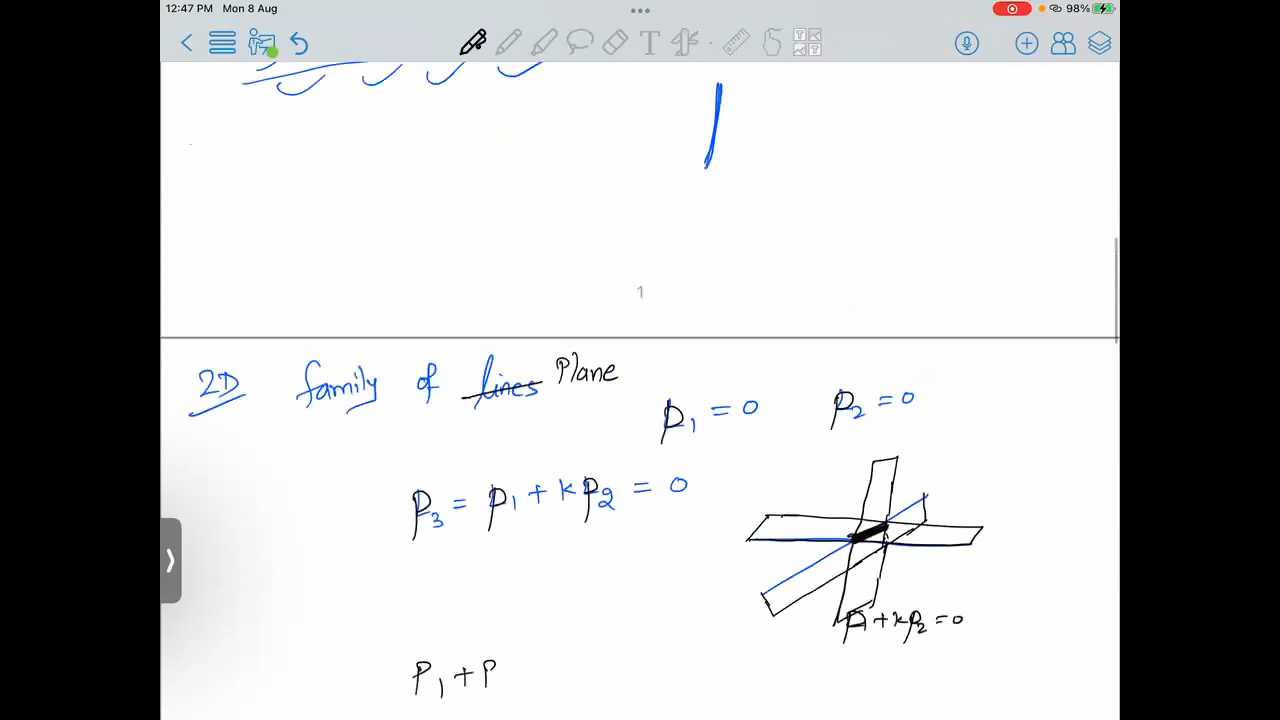 12:47 PM Mon 8 Aug
98%
T
1
2D family of lines Plane
P₁ = 0 P₂ = 0
P₃ = P₁ + kP₂ = 0
P₁ + kP₂ = 0
P₁ + P